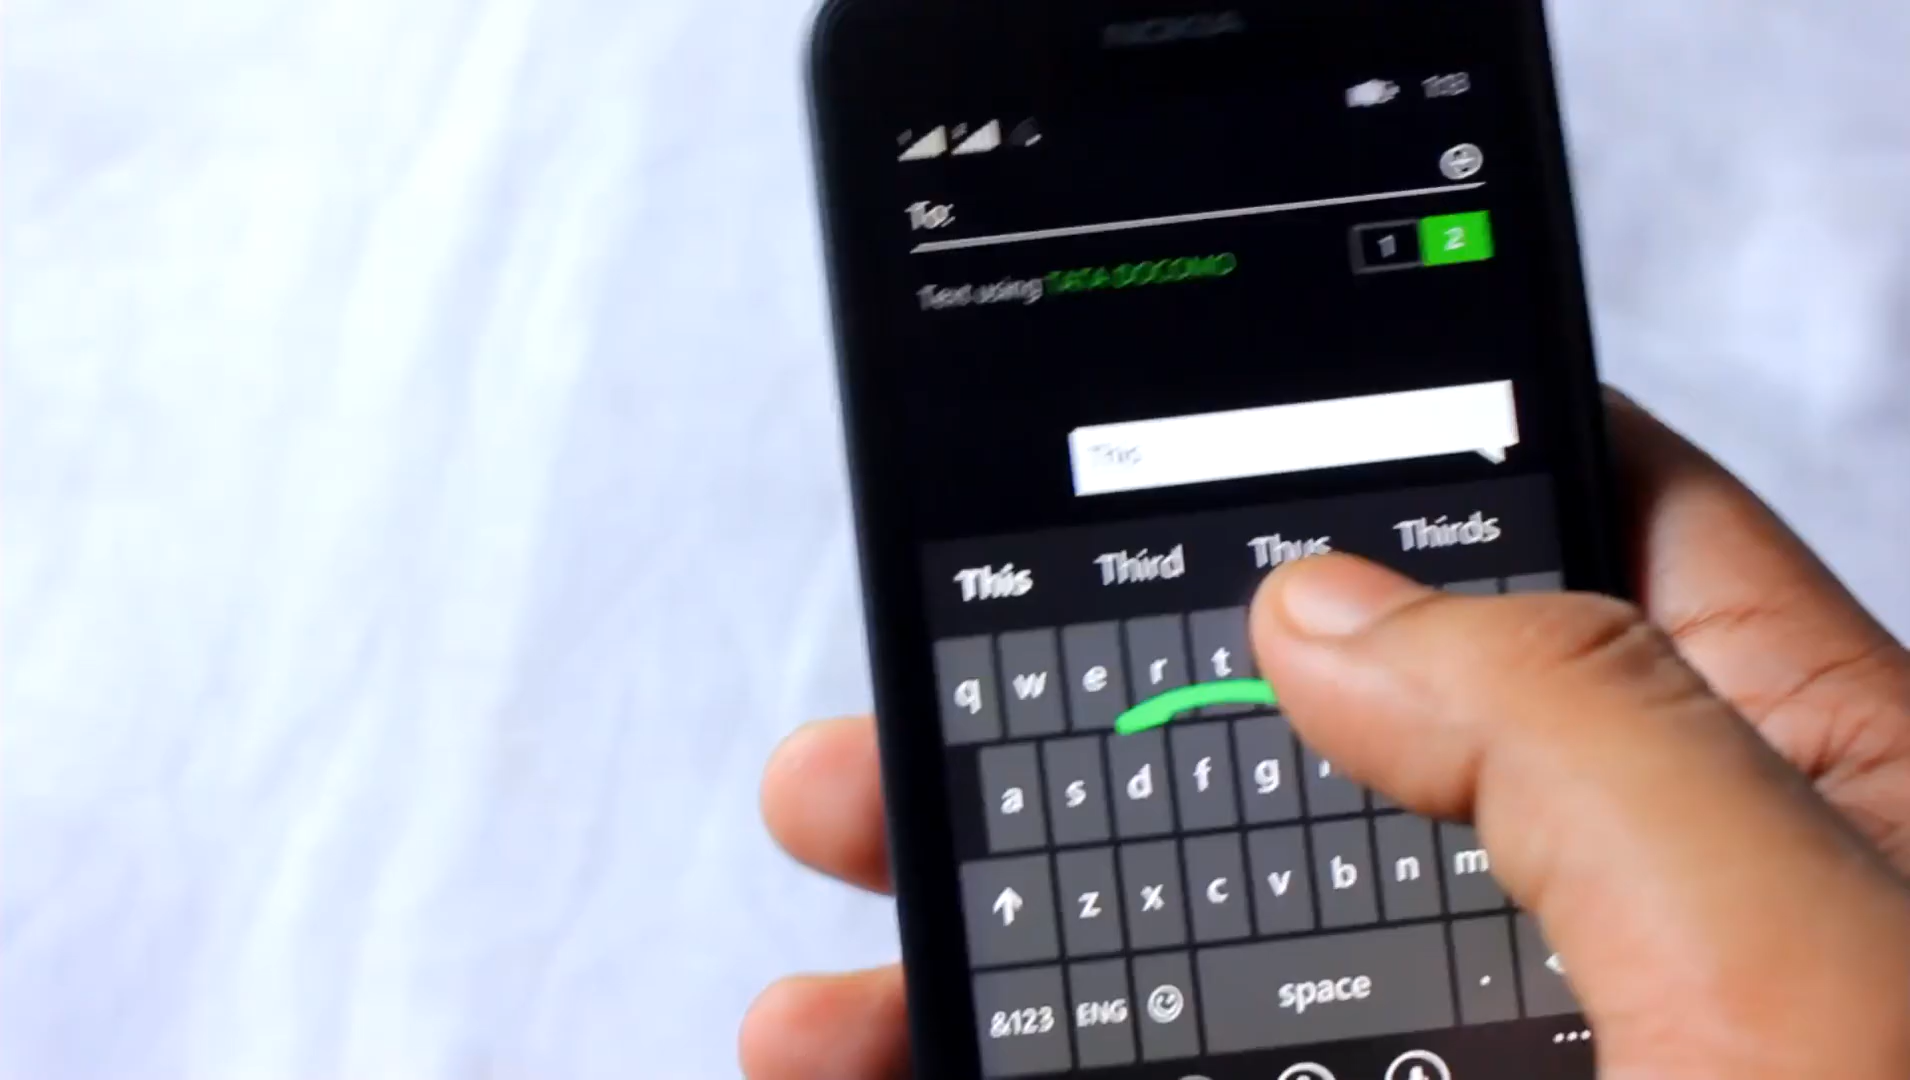 NOKIA
To:
1 2
Text using TATA DOCOMO
This
This Third Thus Thirds
q w e r t
a s d f g
z x c v b n m
&123 ENG space .